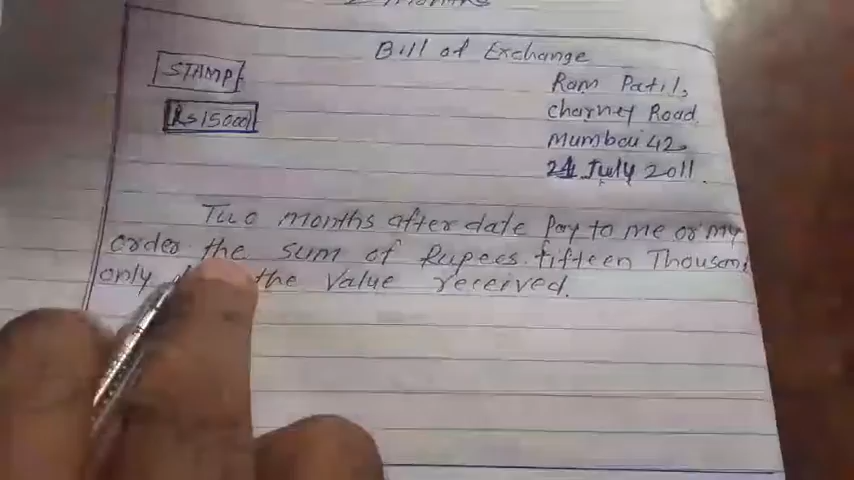 Bill of Exchange
STAMP
Ram Patil,
Rs 15000
Charney Road,
Mumbai 42,
21 July 2011.
Two months after date Pay to me or my
order the sum of Rupees fifteen Thousand
only the Value received.